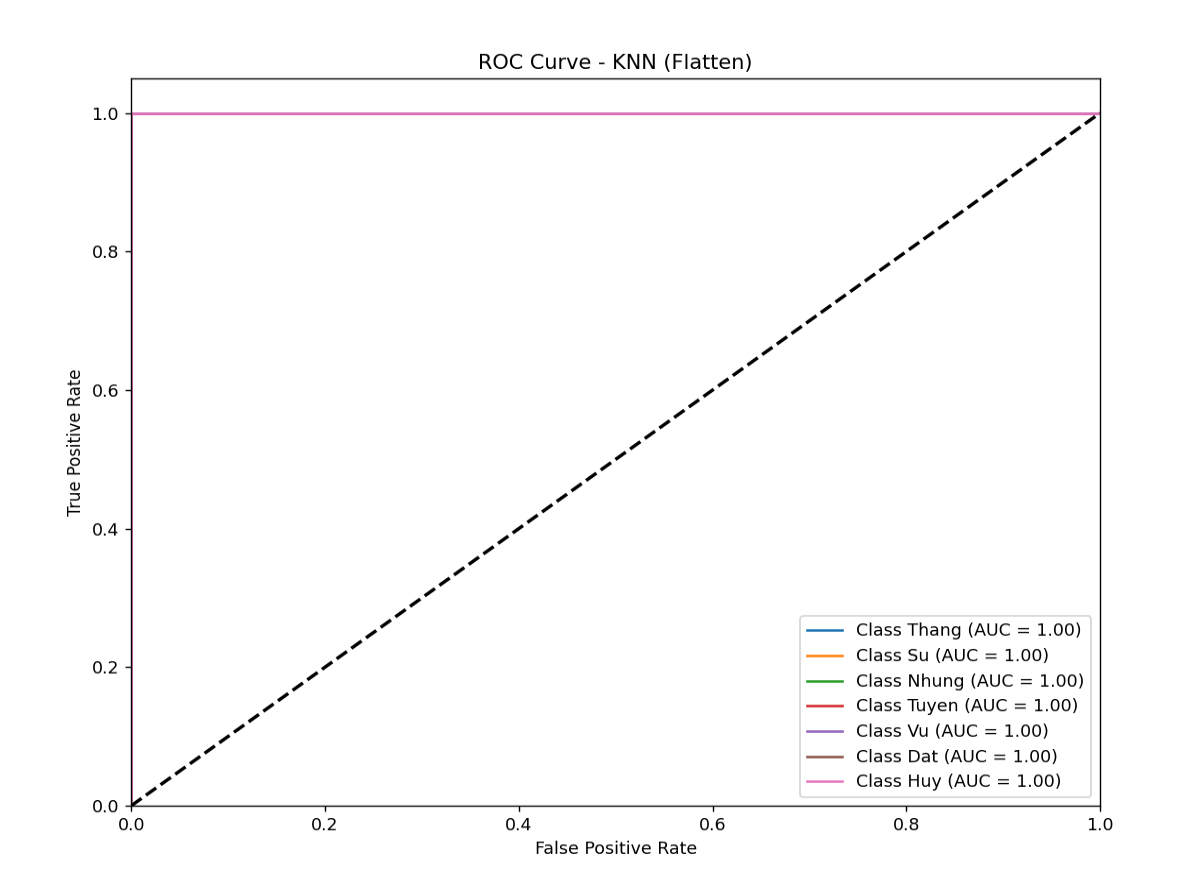 ROC Curve - KNN (Flatten)
1.0
0.8
0.6
0.4
0.2
0.0
True Positive Rate
Class Thang (AUC = 1.00)
Class Su (AUC = 1.00)
Class Nhung (AUC = 1.00)
Class Tuyen (AUC = 1.00)
Class Vu (AUC = 1.00)
Class Dat (AUC = 1.00)
Class Huy (AUC = 1.00)
0.0 0.2 0.4 0.6 0.8 1.0
False Positive Rate